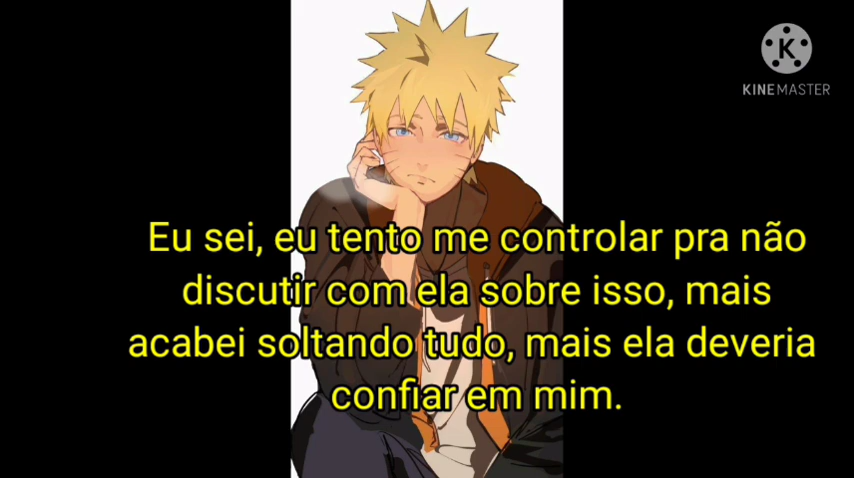 KINEMASTER
Eu sei, eu tento me controlar pra não
discutir com ela sobre isso, mais
acabei soltando tudo, mais ela deveria
confiar em mim.